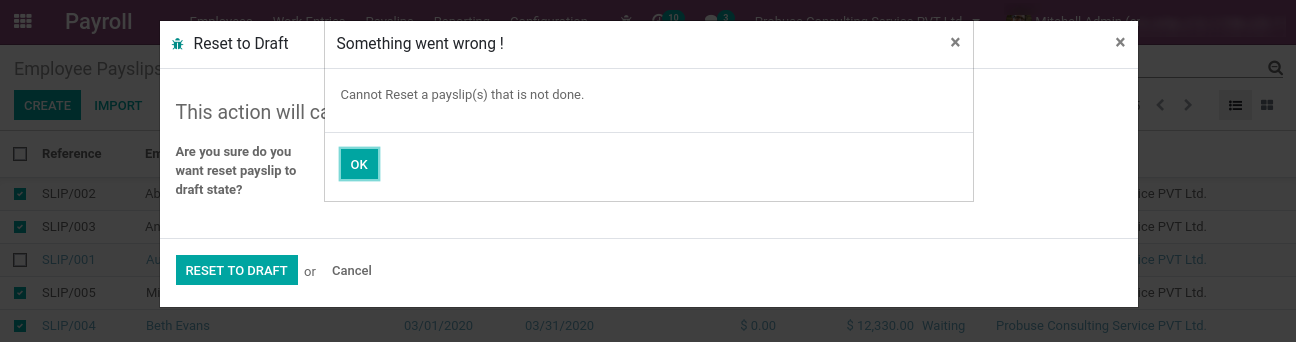 Payroll Employees Work Entries Payslips Reporting Configuration 10 3 Probuse Consulting Service PVT Ltd. Mitchell Admin
Reset to Draft
Something went wrong !
×
×
Employee Payslips
Cannot Reset a payslip(s) that is not done.
CREATE IMPORT
This action will ca
Are you sure do you
want reset payslip to
draft state?
OK
Reference Em
SLIP/002 Ab ice PVT Ltd.
SLIP/003 An ice PVT Ltd.
SLIP/001 Au ice PVT Ltd.
RESET TO DRAFT or Cancel
SLIP/005 Mi ice PVT Ltd.
SLIP/004 Beth Evans 03/01/2020 03/31/2020 $ 0.00 $ 12,330.00 Waiting Probuse Consulting Service PVT Ltd.